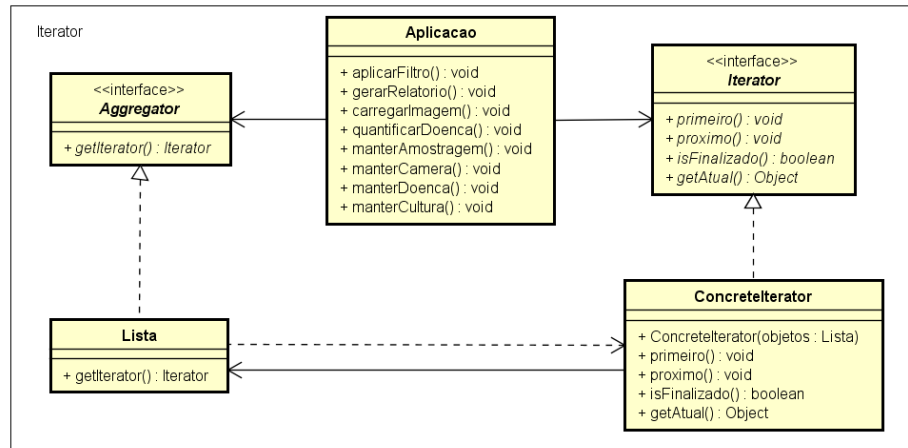 Iterator
Aplicacao
+ aplicarFiltro() : void
+ gerarRelatorio() : void
+ carregarImagem() : void
+ quantificarDoenca() : void
+ manterAmostragem() : void
+ manterCamera() : void
+ manterDoenca() : void
+ manterCultura() : void
<<interface>>
Aggregator
+ getIterator() : Iterator
<<interface>>
Iterator
+ primeiro() : void
+ proximo() : void
+ isFinalizado() : boolean
+ getAtual() : Object
Lista
+ getIterator() : Iterator
ConcreteIterator
+ ConcreteIterator(objetos : Lista)
+ primeiro() : void
+ proximo() : void
+ isFinalizado() : boolean
+ getAtual() : Object